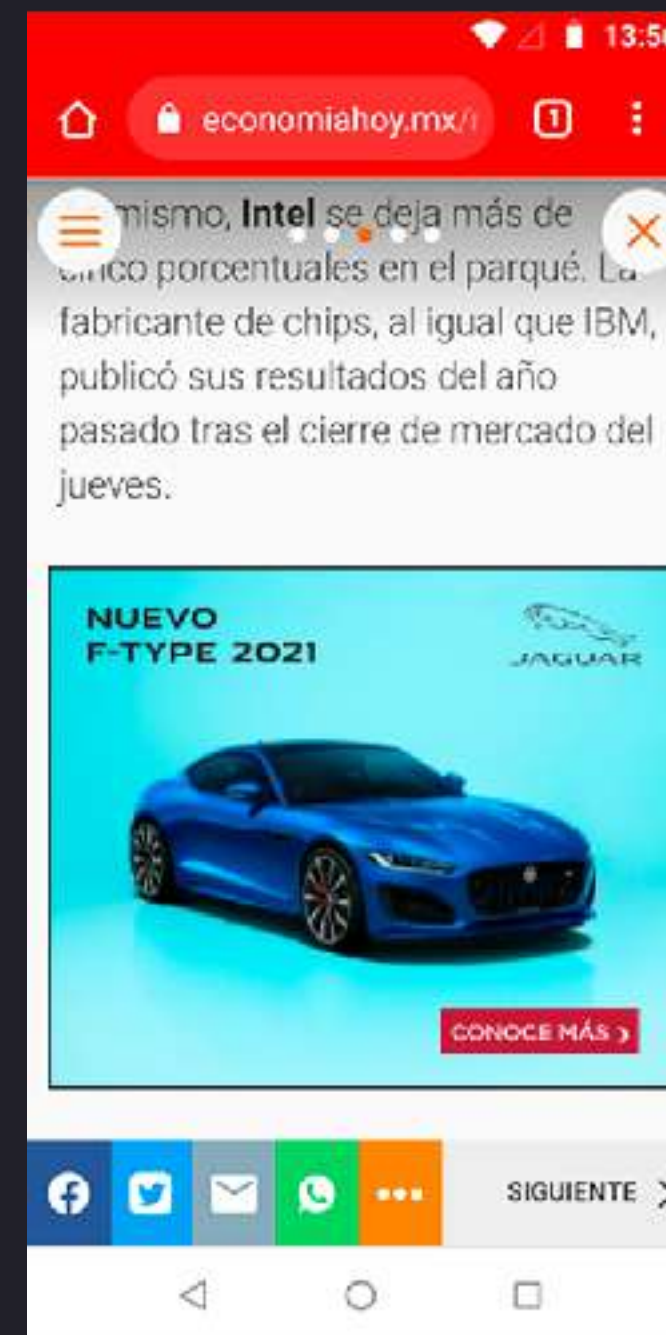 economiahoy.mx/
1
mismo, Intel se deja más de
cinco porcentuales en el parqué. La
fabricante de chips, al igual que IBM,
publicó sus resultados del año
pasado tras el cierre de mercado del
jueves.
NUEVO
F-TYPE 2021
JAGUAR
CONOCE MÁS
SIGUIENTE